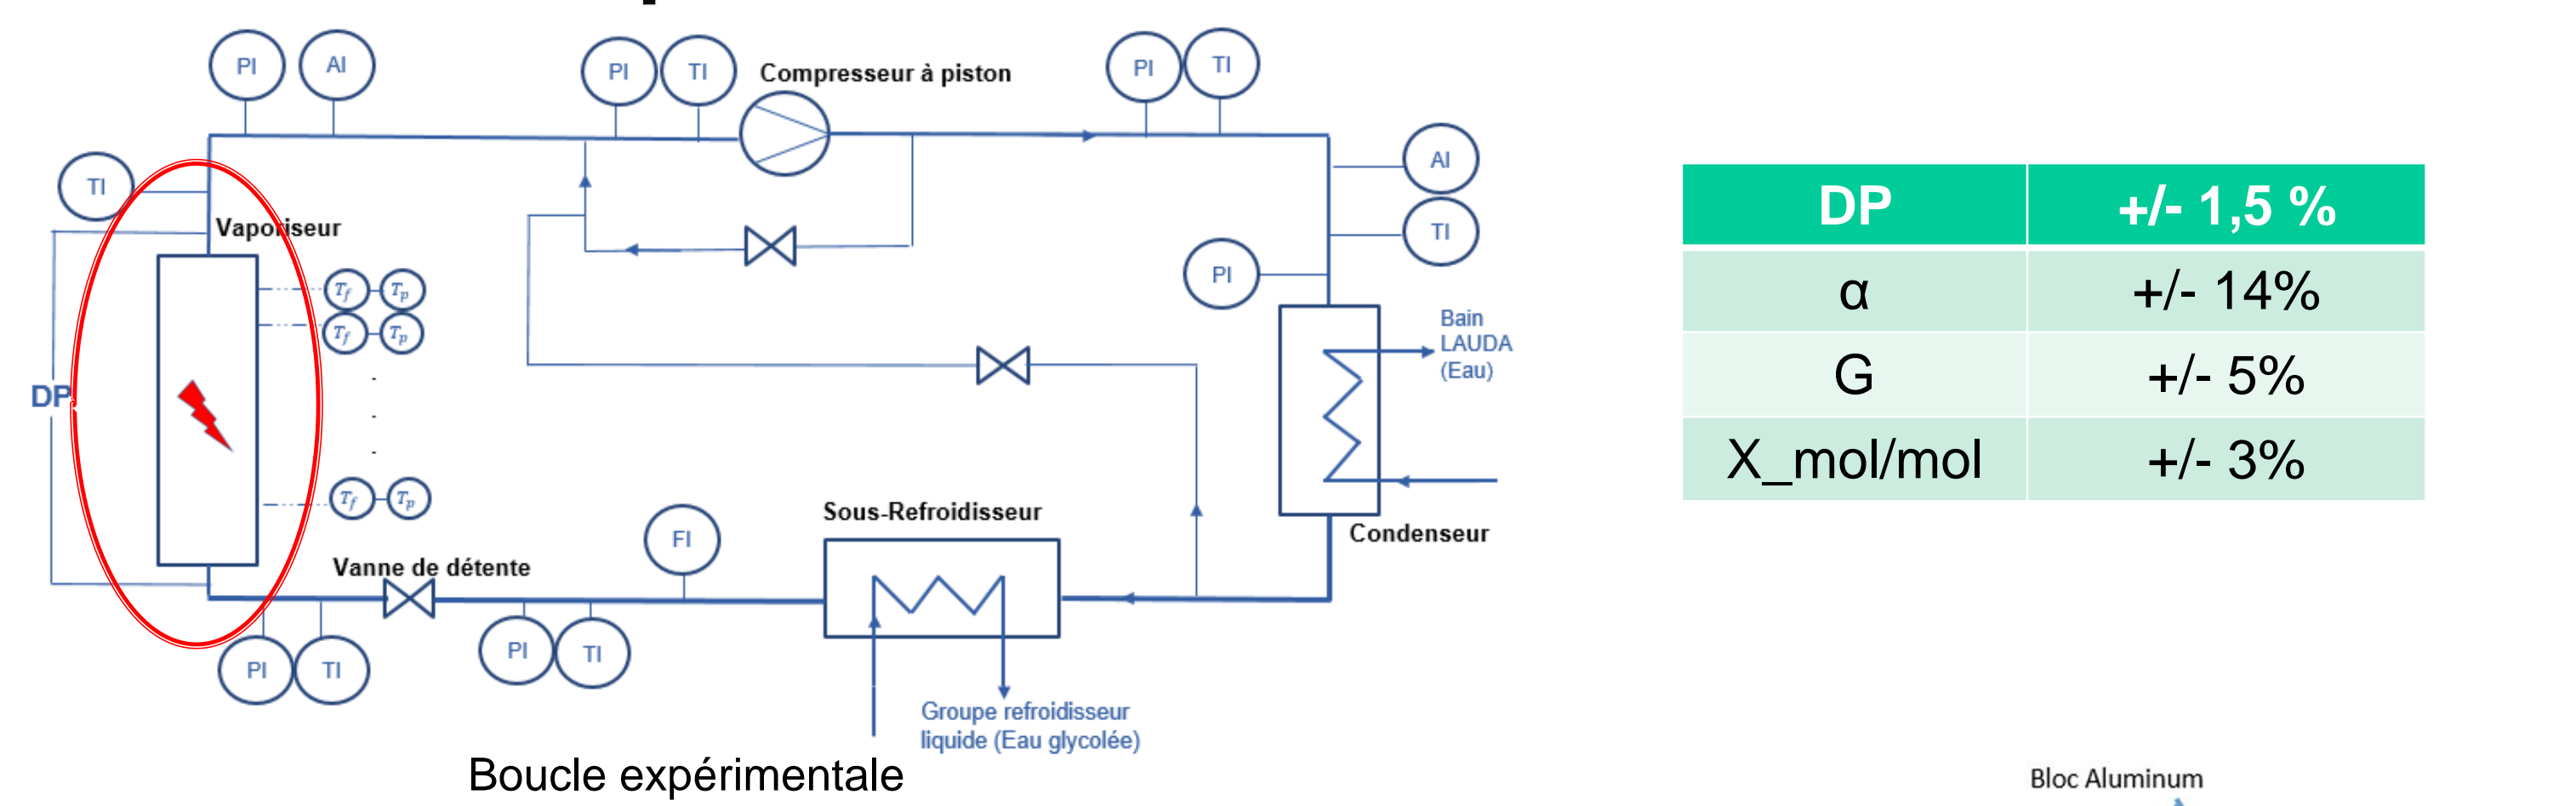 PI
AI
PI
TI
Compresseur à piston
PI
TI
AI
TI
TI
Vaporiseur
PI
Tf
Tp
Tf
Tp
.
.
.
Tf
Tp
DP
Bain
LAUDA
(Eau)
Condenseur
Sous-Refroidisseur
FI
Vanne de détente
PI
TI
PI
TI
Groupe refroidisseur
liquide (Eau glycolée)
Boucle expérimentale
DP +/- 1,5 %
α +/- 14%
G +/- 5%
X_mol/mol +/- 3%
Bloc Aluminum